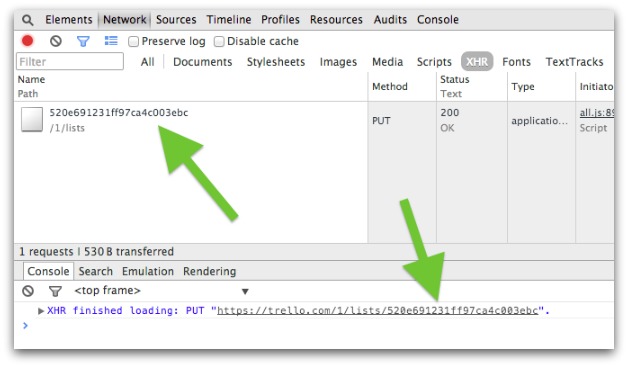 Elements Network Sources Timeline Profiles Resources Audits Console
Preserve log Disable cache
Filter All Documents Stylesheets Images Media Scripts XHR Fonts TextTracks
Name Path Method Status Text Type Initiato
520e691231ff97ca4c003ebc /1/lists PUT 200 OK applicatio... all.js:89 Script
1 requests | 530 B transferred
Console Search Emulation Rendering
<top frame> ▼
▶XHR finished loading: PUT "https://trello.com/1/lists/520e691231ff97ca4c003ebc".
>